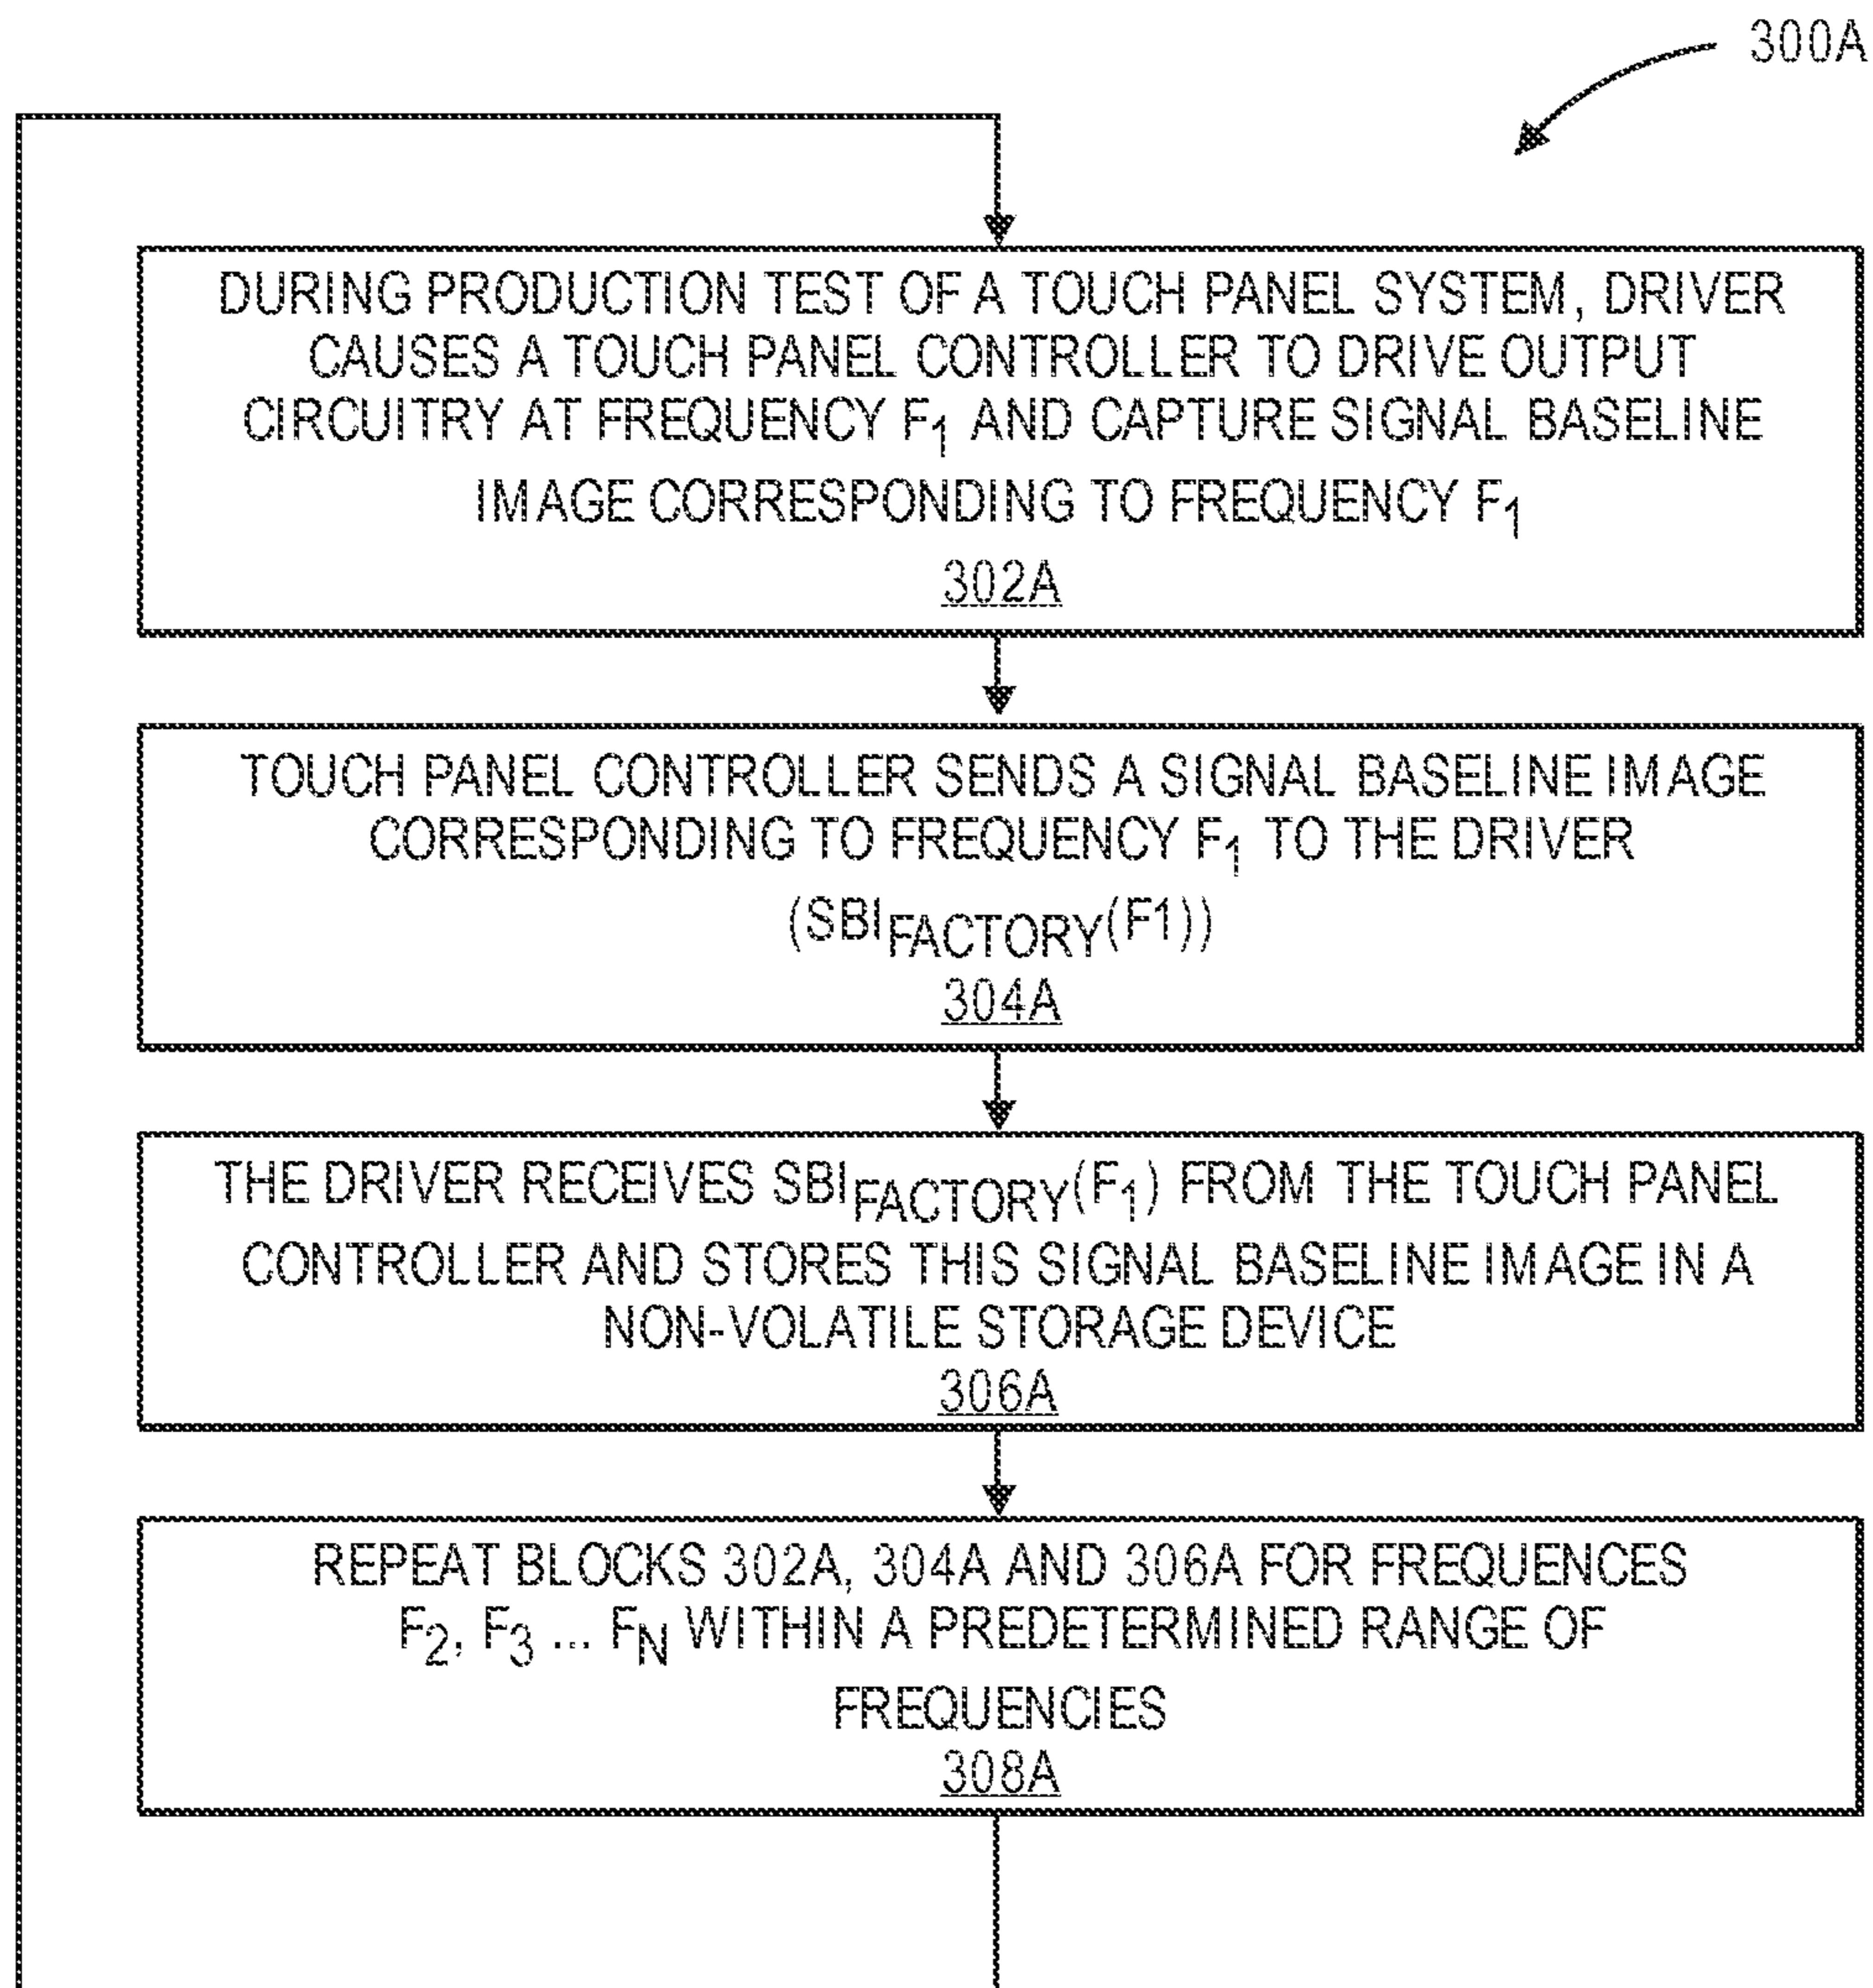 300A
DURING PRODUCTION TEST OF A TOUCH PANEL SYSTEM, DRIVER
CAUSES A TOUCH PANEL CONTROLLER TO DRIVE OUTPUT
CIRCUITRY AT FREQUENCY F₁ AND CAPTURE SIGNAL BASELINE
IMAGE CORRESPONDING TO FREQUENCY F₁
302A
TOUCH PANEL CONTROLLER SENDS A SIGNAL BASELINE IMAGE
CORRESPONDING TO FREQUENCY F₁ TO THE DRIVER
(SBIFACTORY(F1))
304A
THE DRIVER RECEIVES SBIFACTORY(F₁) FROM THE TOUCH PANEL
CONTROLLER AND STORES THIS SIGNAL BASELINE IMAGE IN A
NON-VOLATILE STORAGE DEVICE
306A
REPEAT BLOCKS 302A, 304A AND 306A FOR FREQUENCES
F₂, F₃ ... Fₙ WITHIN A PREDETERMINED RANGE OF
FREQUENCIES
308A